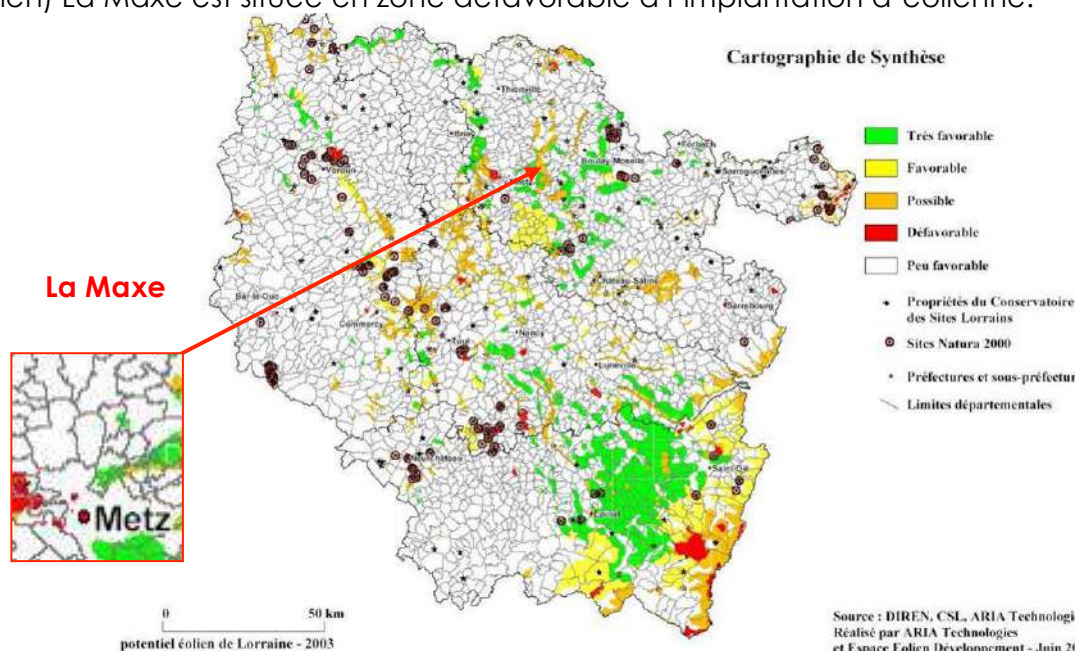 La Maxe est située en zone défavorable à l'implantation d'éolienne.
Cartographie de Synthèse
Très favorable
Favorable
Possible
Défavorable
Peu favorable
Propriétés du Conservatoire
des Sites Lorrains
Sites Natura 2000
Préfectures et sous-préfectur
Limites départementales
Thionville
Briey
Verdun
Boulay-Moselle
Forbach
Sarreguemines
La Maxe
Bar-le-Duc
Commercy
Château-Salins
Sarrebourg
Toul
Nancy
Lunéville
Neufchâteau
Saint-Dié
Epinal
Metz
0 50 km
potentiel éolien de Lorraine - 2003
Source : DIREN, CSL, ARIA Technologi
Réalisé par ARIA Technologies
et Espace Eolien Développement - Juin 20